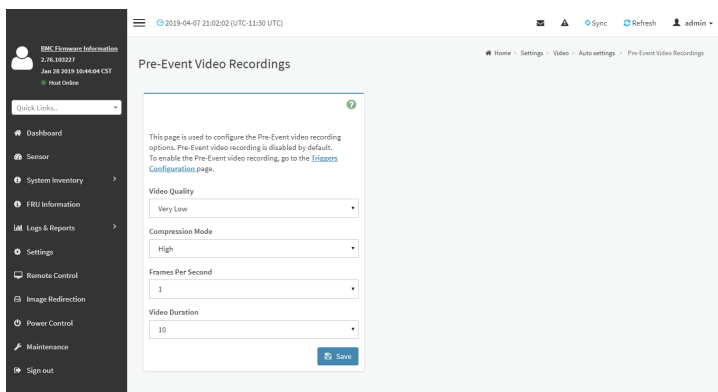 2019-04-07 21:02:02 (UTC-11:30 UTC)
Sync
Refresh
admin
BMC Firmware Information
2.76.103227
Jan 28 2019 10:44:04 CST
Host Online
Quick Links..
Dashboard
Sensor
System Inventory
FRU Information
Logs & Reports
Settings
Remote Control
Image Redirection
Power Control
Maintenance
Sign out
Pre-Event Video Recordings
Home > Settings > Video > Auto settings > Pre-Event Video Recordings
This page is used to configure the Pre-Event video recording
options. Pre-Event video recording is disabled by default.
To enable the Pre-Event video recording, go to the Triggers
Configuration page.
Video Quality
Very Low
Compression Mode
High
Frames Per Second
1
Video Duration
10
Save